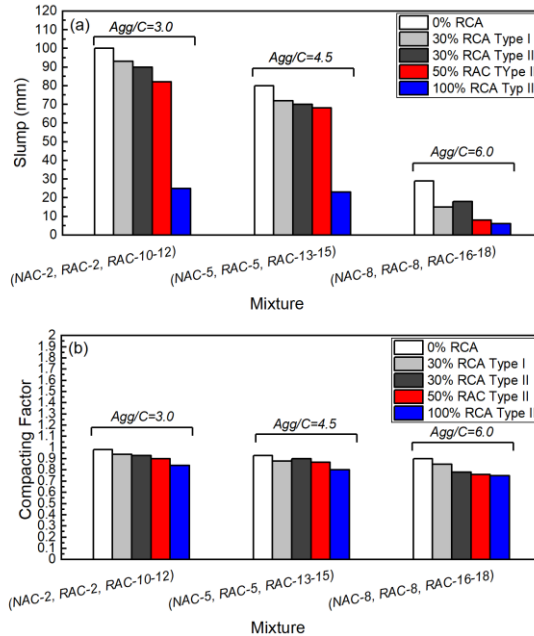 (a)
Agg/C=3.0
Agg/C=4.5
Agg/C=6.0
0% RCA
30% RCA Type I
30% RCA Type II
50% RAC TYpe II
100% RCA Typ II
Slump (mm)
100
90
80
70
60
50
40
30
20
10
0
(NAC-2, RAC-2, RAC-10-12)
(NAC-5, RAC-5, RAC-13-15)
(NAC-8, RAC-8, RAC-16-18)
Mixture
(b)
Agg/C=3.0
Agg/C=4.5
Agg/C=6.0
0% RCA
30% RCA Type I
30% RCA Type II
50% RAC Type II
100% RCA Type II
Compacting Factor
2
1.9
1.8
1.7
1.6
1.5
1.4
1.3
1.2
1.1
1
0.9
0.8
0.7
0.6
0.5
0.4
0.3
0.2
0.1
0
(NAC-2, RAC-2, RAC-10-12)
(NAC-5, RAC-5, RAC-13-15)
(NAC-8, RAC-8, RAC-16-18)
Mixture